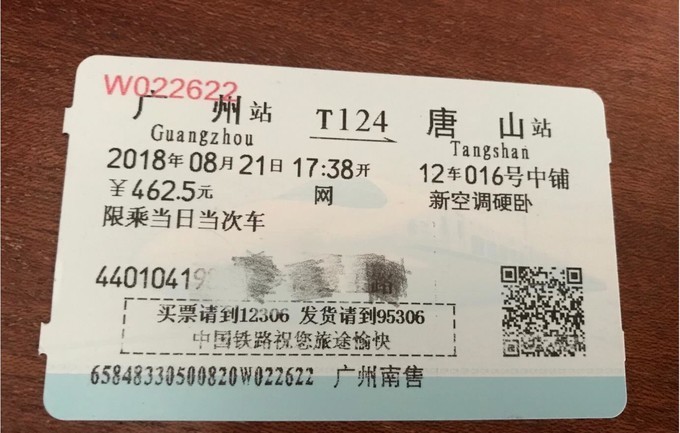 W022622
广州站 T124 唐山站
Guangzhou Tangshan
2018年08月21日 17:38开 12车016号中铺
￥462.5元 网 新空调硬卧
限乘当日当次车
44010419
买票请到12306 发货请到95306
中国铁路祝您旅途愉快
65848330500820W022622 广州南售